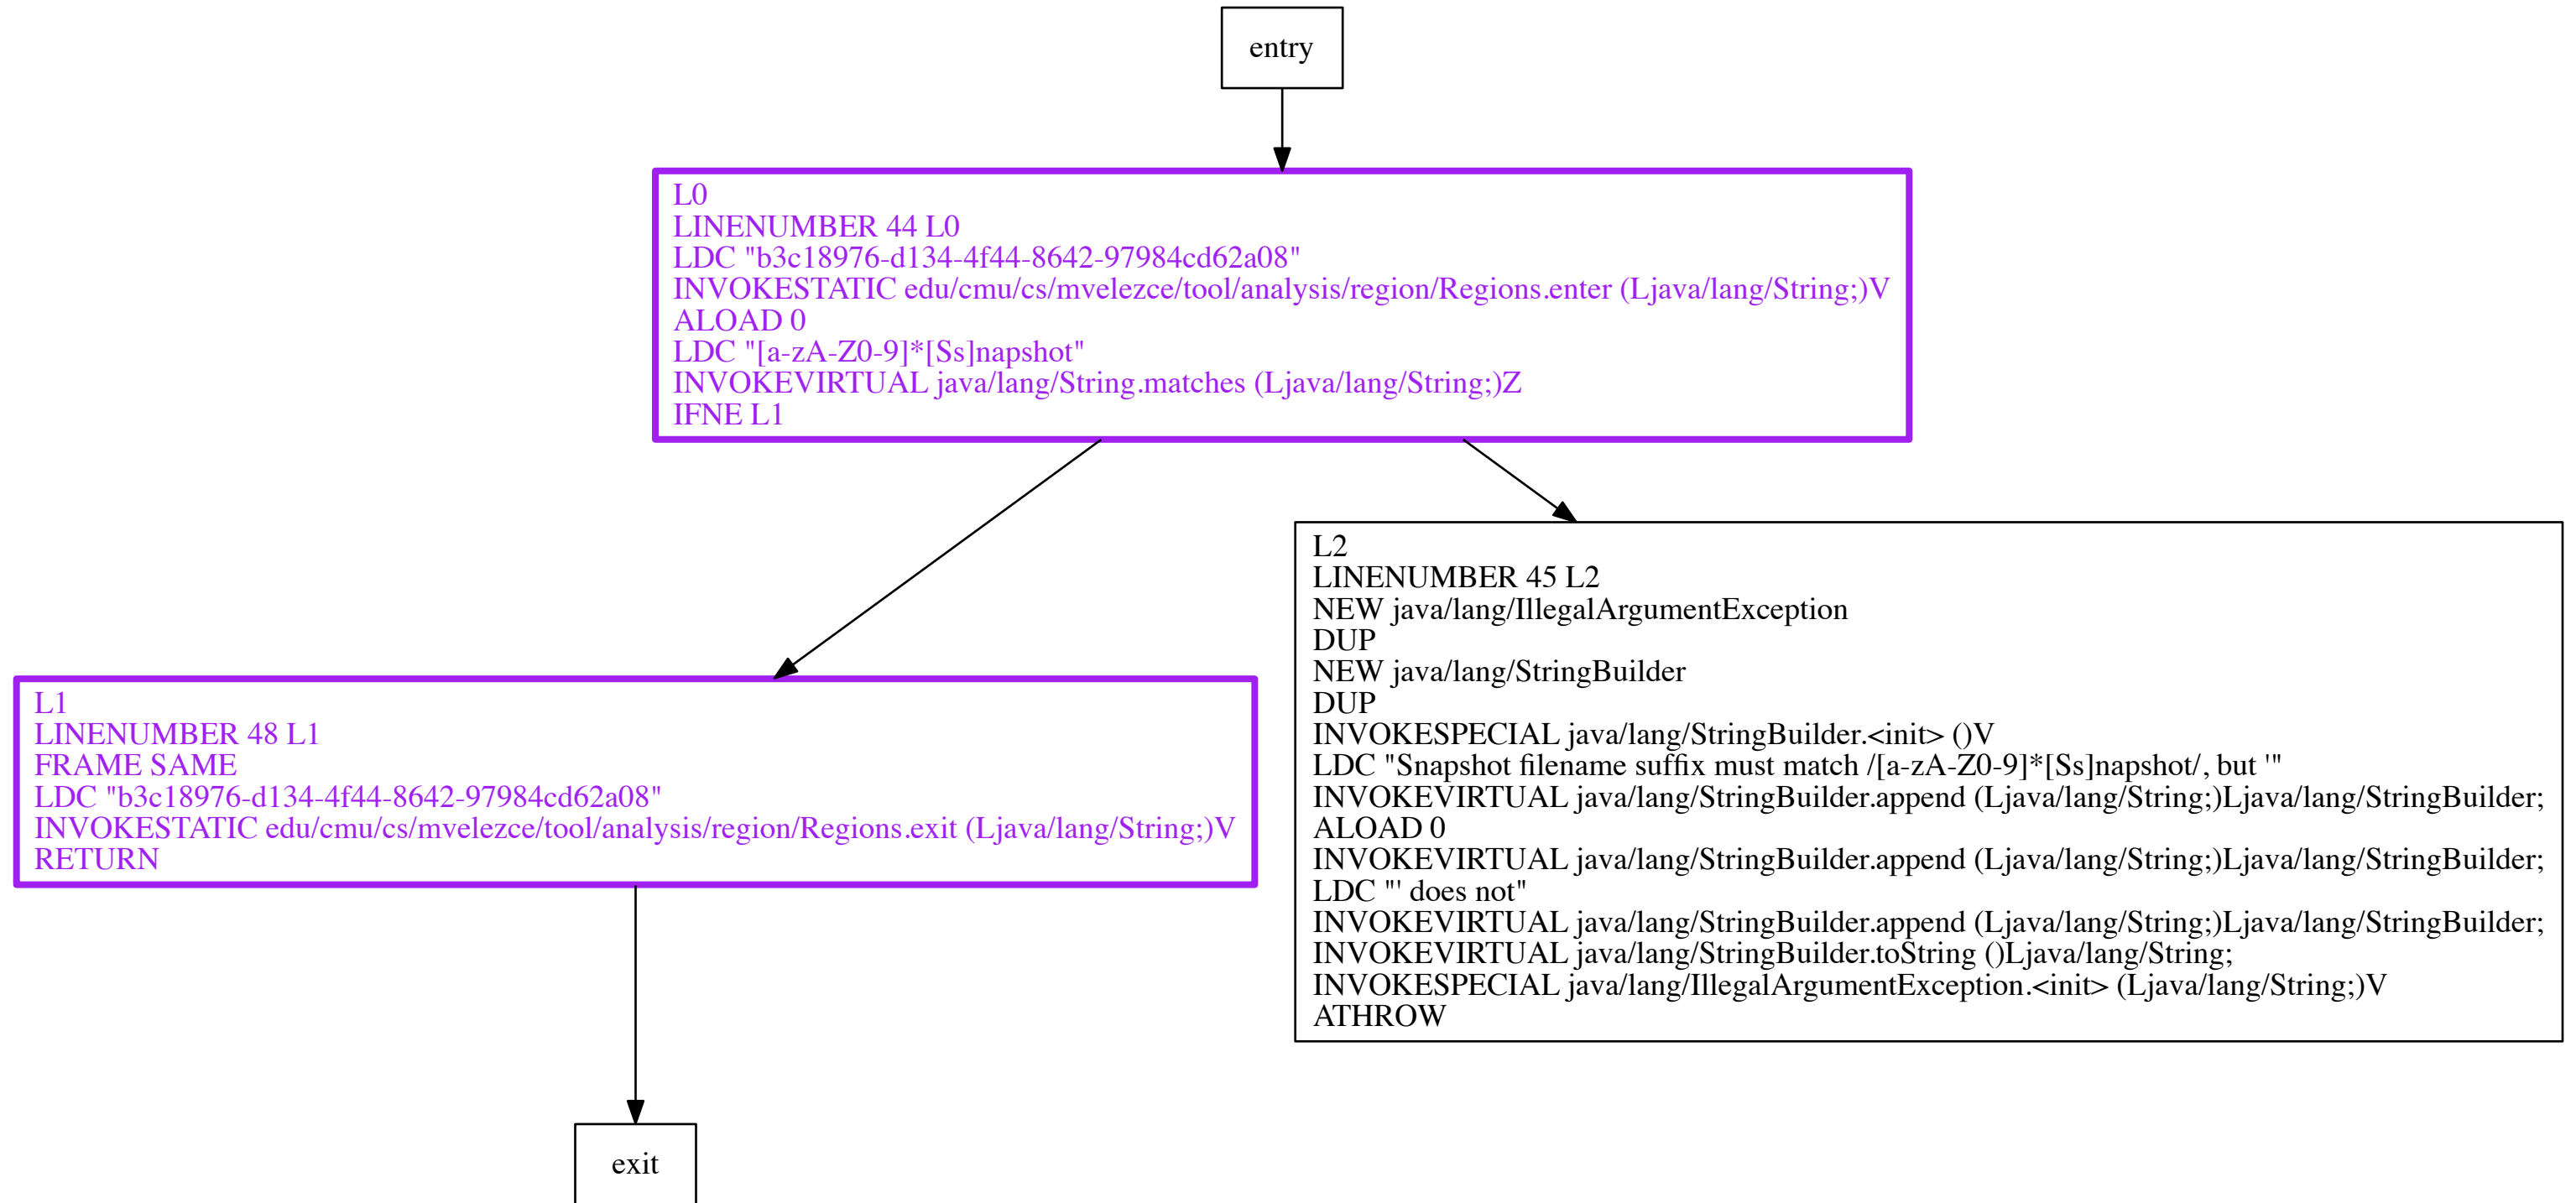 entry
L0
LINENUMBER 44 L0
LDC "b3c18976-d134-4f44-8642-97984cd62a08"
INVOKESTATIC edu/cmu/cs/mvelezce/tool/analysis/region/Regions.enter (Ljava/lang/String;)V
ALOAD 0
LDC "[a-zA-Z0-9]*[Ss]napshot"
INVOKEVIRTUAL java/lang/String.matches (Ljava/lang/String;)Z
IFNE L1
L2
LINENUMBER 45 L2
NEW java/lang/IllegalArgumentException
DUP
NEW java/lang/StringBuilder
DUP
INVOKESPECIAL java/lang/StringBuilder.<init> ()V
LDC "Snapshot filename suffix must match /[a-zA-Z0-9]*[Ss]napshot/, but '"
INVOKEVIRTUAL java/lang/StringBuilder.append (Ljava/lang/String;)Ljava/lang/StringBuilder;
ALOAD 0
INVOKEVIRTUAL java/lang/StringBuilder.append (Ljava/lang/String;)Ljava/lang/StringBuilder;
LDC "' does not"
INVOKEVIRTUAL java/lang/StringBuilder.append (Ljava/lang/String;)Ljava/lang/StringBuilder;
INVOKEVIRTUAL java/lang/StringBuilder.toString ()Ljava/lang/String;
INVOKESPECIAL java/lang/IllegalArgumentException.<init> (Ljava/lang/String;)V
ATHROW
L1
LINENUMBER 48 L1
FRAME SAME
LDC "b3c18976-d134-4f44-8642-97984cd62a08"
INVOKESTATIC edu/cmu/cs/mvelezce/tool/analysis/region/Regions.exit (Ljava/lang/String;)V
RETURN
exit